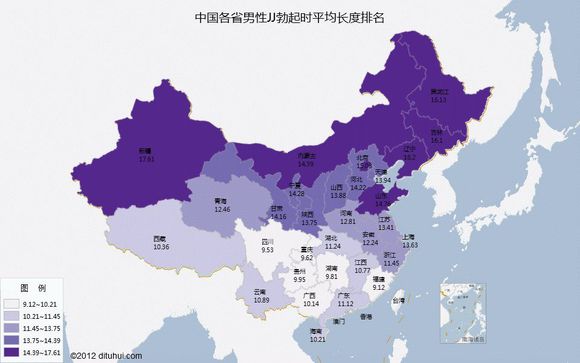 中国各省男性JJ勃起时平均长度排名
黑龙江
16.13
吉林
16.1
辽宁
16.2
新疆
17.61
内蒙古
14.39
北京
天津
13.94
河北
14.22
山西
13.88
山东
宁夏
14.28
青海
12.46
甘肃
14.16
陕西
13.75
河南
12.81
江苏
13.41
安徽
12.24
上海
13.63
西藏
10.36
四川
9.53
重庆
9.62
湖北
11.24
浙江
11.45
湖南
9.81
江西
10.77
贵州
9.95
福建
9.12
云南
10.89
广西
10.14
广东
11.12
台湾
香港
澳门
海南
10.21
图 例
9.12~10.21
10.21~11.45
11.45~13.75
13.75~14.39
14.39~17.61
南海诸岛
©2012 dituhui.com